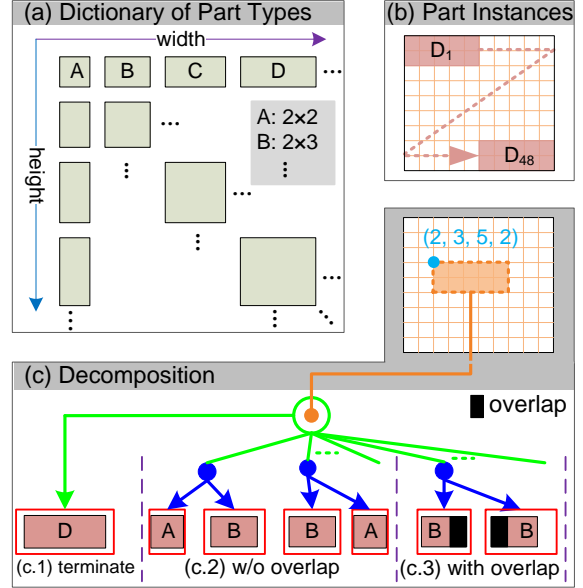 (a) Dictionary of Part Types
width
A B C D ...
A: 2×2
B: 2×3
height
(b) Part Instances
D1
D48
(2, 3, 5, 2)
(c) Decomposition
overlap
D
A B B A
B B
(c.1) terminate
(c.2) w/o overlap
(c.3) with overlap